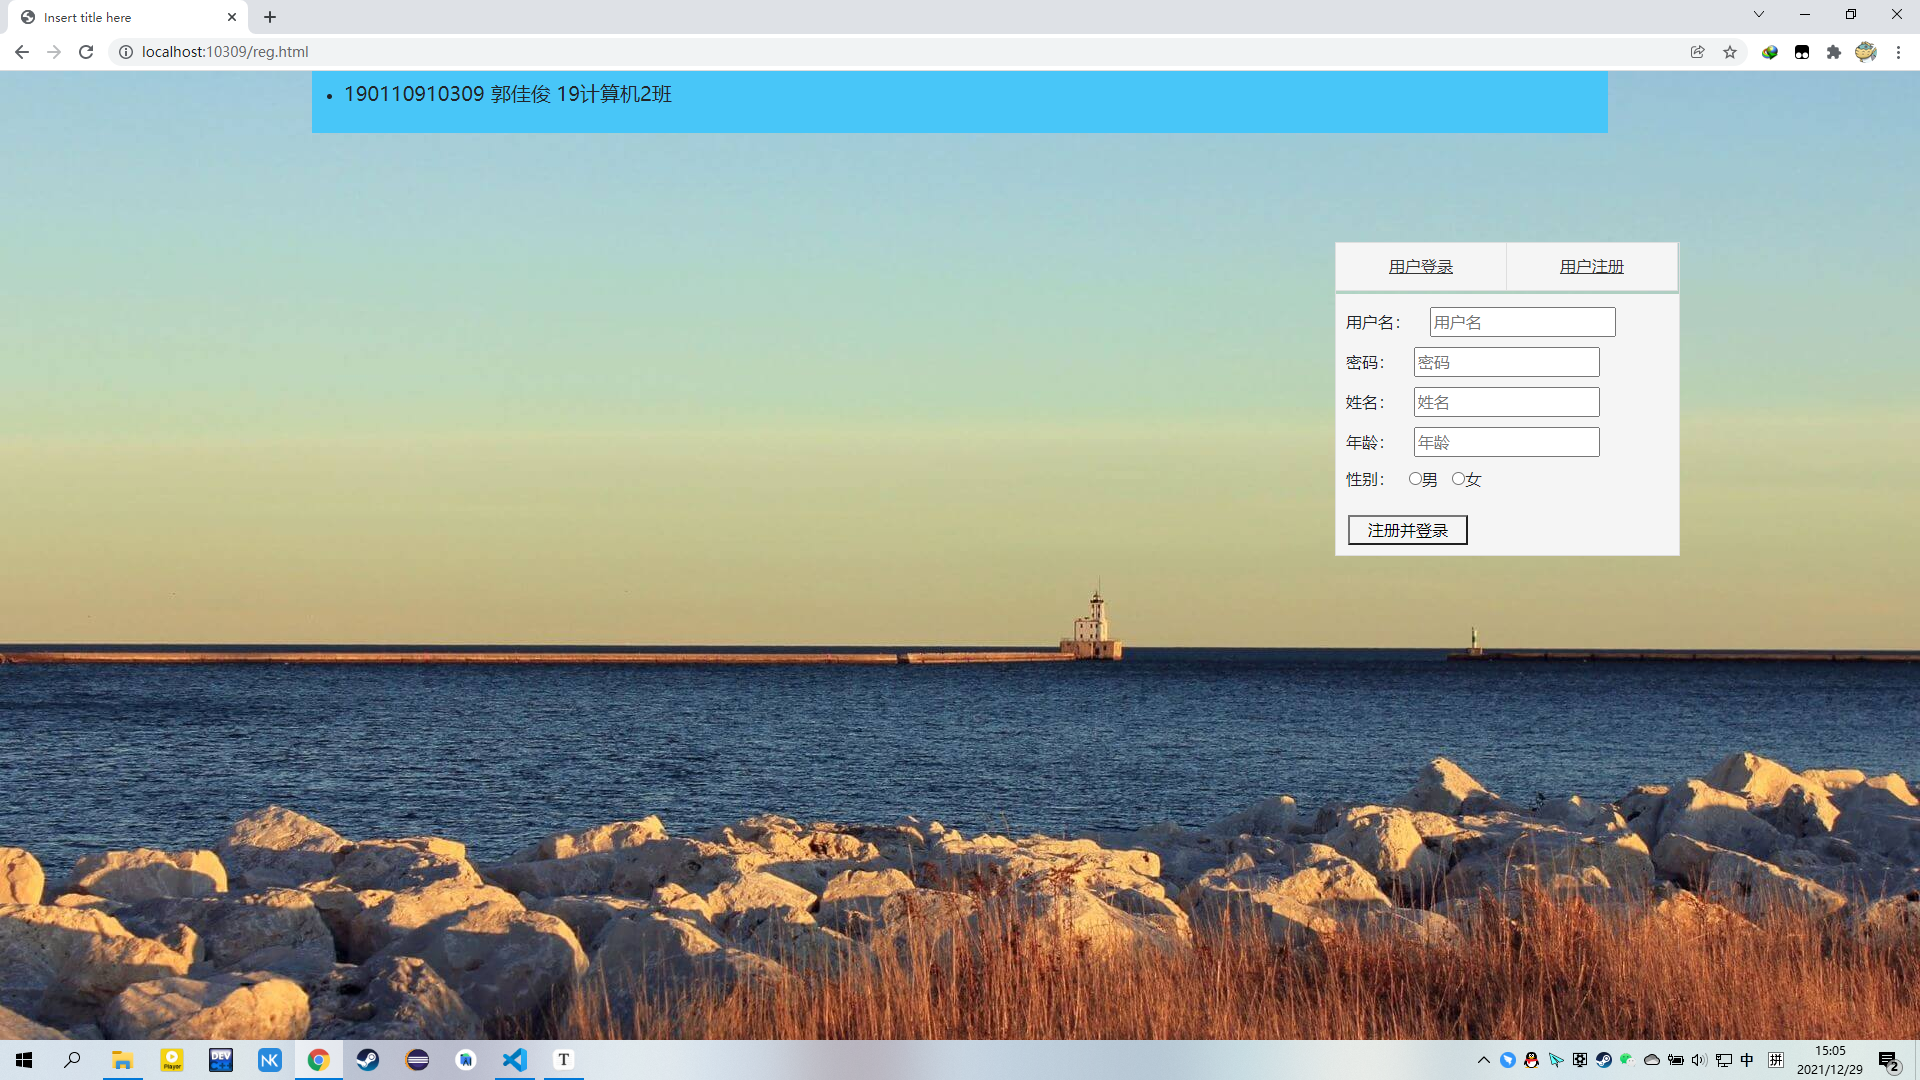 Insert title here
localhost:10309/reg.html
190110910309 郭佳俊 19计算机2班
用户登录 用户注册
用户名： 用户名
密码： 密码
姓名： 姓名
年龄： 年龄
性别： 男 女
注册并登录
Player
DEV
C++
NK
T
中
拼
15:05
2021/12/29
2